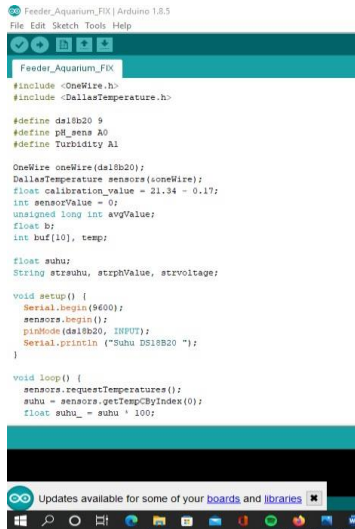 Feeder_Aquarium_FIX | Arduino 1.8.5
File Edit Sketch Tools Help
Feeder_Aquarium_FIX
#include <OneWire.h>
#include <DallasTemperature.h>
#define ds18b20 9
#define pH_sens A0
#define Turbidity A1
OneWire oneWire(ds18b20);
DallasTemperature sensors(&oneWire);
float calibration_value = 21.34 - 0.17;
int sensorValue = 0;
unsigned long int avgValue;
float b;
int buf[10], temp;
float suhu;
String strsuhu, strphValue, strvoltage;
void setup() {
Serial.begin(9600);
sensors.begin();
pinMode(ds18b20, INPUT);
Serial.println ("Suhu DS18B20 ");
}
void loop() {
sensors.requestTemperatures();
suhu = sensors.getTempCByIndex(0);
float suhu_ = suhu * 100;
Updates available for some of your boards and libraries